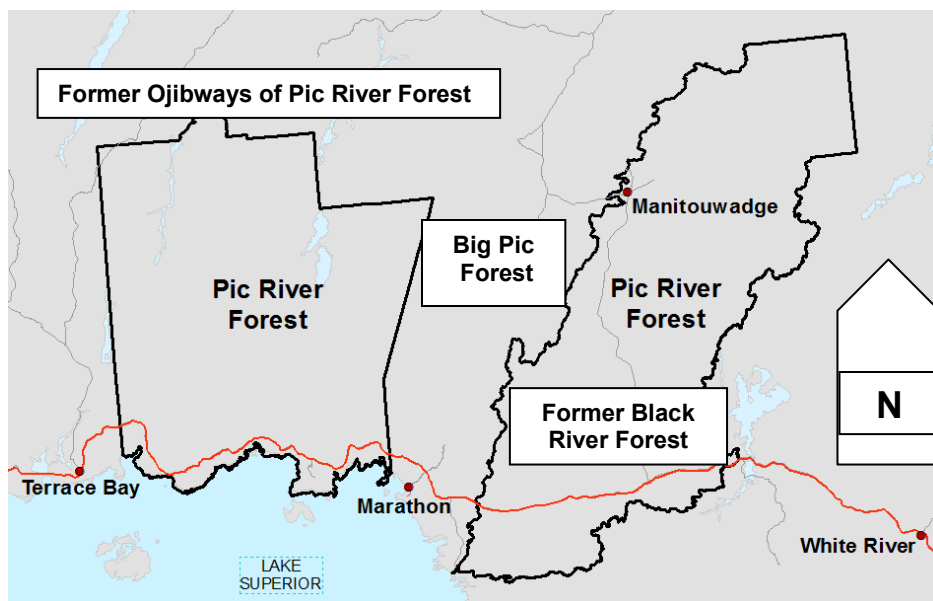 Former Ojibways of Pic River Forest
Manitouwadge
Big Pic
Forest
Pic River
Forest
Pic River
Forest
N
Former Black
River Forest
Terrace Bay
Marathon
White River
LAKE
SUPERIOR